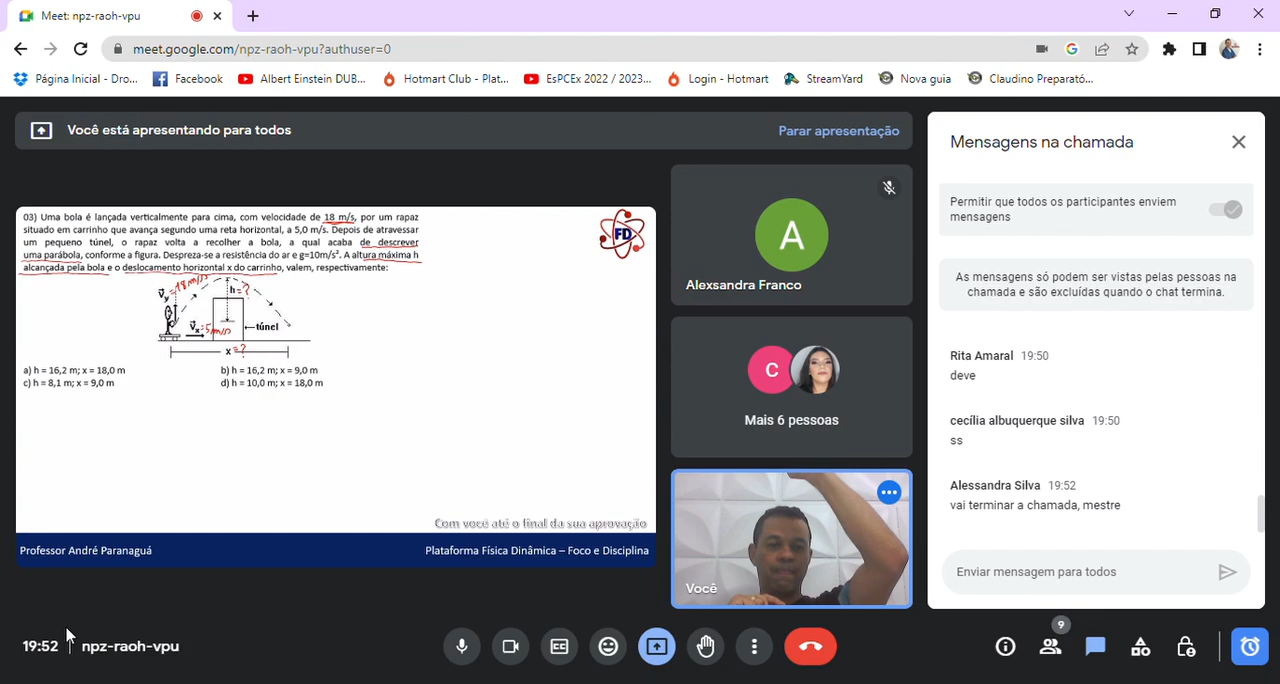 Meet: npz-raoh-vpu
meet.google.com/npz-raoh-vpu?authuser=0
Página Inicial - Dro...
Facebook
Albert Einstein DUB...
Hotmart Club - Plat...
EsPCEx 2022 / 2023...
Login - Hotmart
StreamYard
Nova guia
Claudino Preparató...
Você está apresentando para todos
Parar apresentação
03) Uma bola é lançada verticalmente para cima, com velocidade de 18 m/s, por um rapaz
situado em carrinho que avança segundo uma reta horizontal, a 5,0 m/s. Depois de atravessar
um pequeno túnel, o rapaz volta a recolher a bola, a qual acaba de descrever
uma parábola, conforme a figura. Despreza-se a resistência do ar e g=10m/s². A altura máxima h
alcançada pela bola e o deslocamento horizontal x do carrinho, valem, respectivamente:
FD
Vy =18 m/s
h=?
Vx=5 m/s
túnel
x=?
a) h = 16,2 m; x = 18,0 m
b) h = 16,2 m; x = 9,0 m
c) h = 8,1 m; x = 9,0 m
d) h = 10,0 m; x = 18,0 m
Com você até o final da sua aprovação
Professor André Paranaguá
Plataforma Física Dinâmica – Foco e Disciplina
A
Alexsandra Franco
C
Mais 6 pessoas
Você
Mensagens na chamada
Permitir que todos os participantes enviem
mensagens
As mensagens só podem ser vistas pelas pessoas na
chamada e são excluídas quando o chat termina.
Rita Amaral 19:50
deve
cecília albuquerque silva 19:50
ss
Alessandra Silva 19:52
vai terminar a chamada, mestre
Enviar mensagem para todos
19:52
npz-raoh-vpu
9